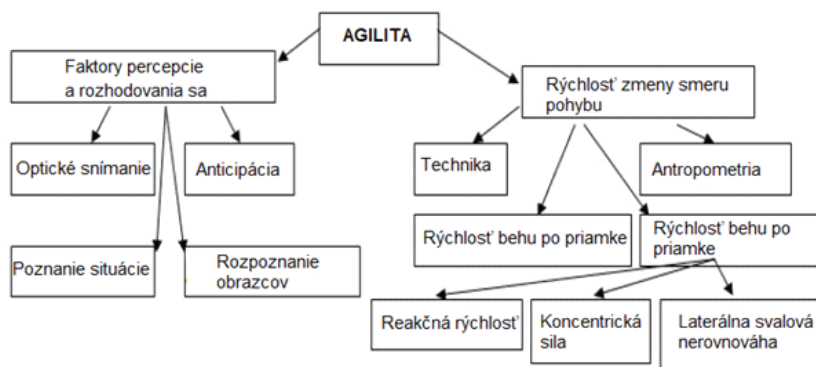 AGILITA
Faktory percepcie
a rozhodovania sa
Rýchlosť zmeny smeru
pohybu
Optické snímanie
Anticipácia
Technika
Antropometria
Poznanie situácie
Rozpoznanie
obrazcov
Rýchlosť behu po priamke
Rýchlosť behu po
priamke
Reakčná rýchlosť
Koncentrická
sila
Laterálna svalová
nerovnováha